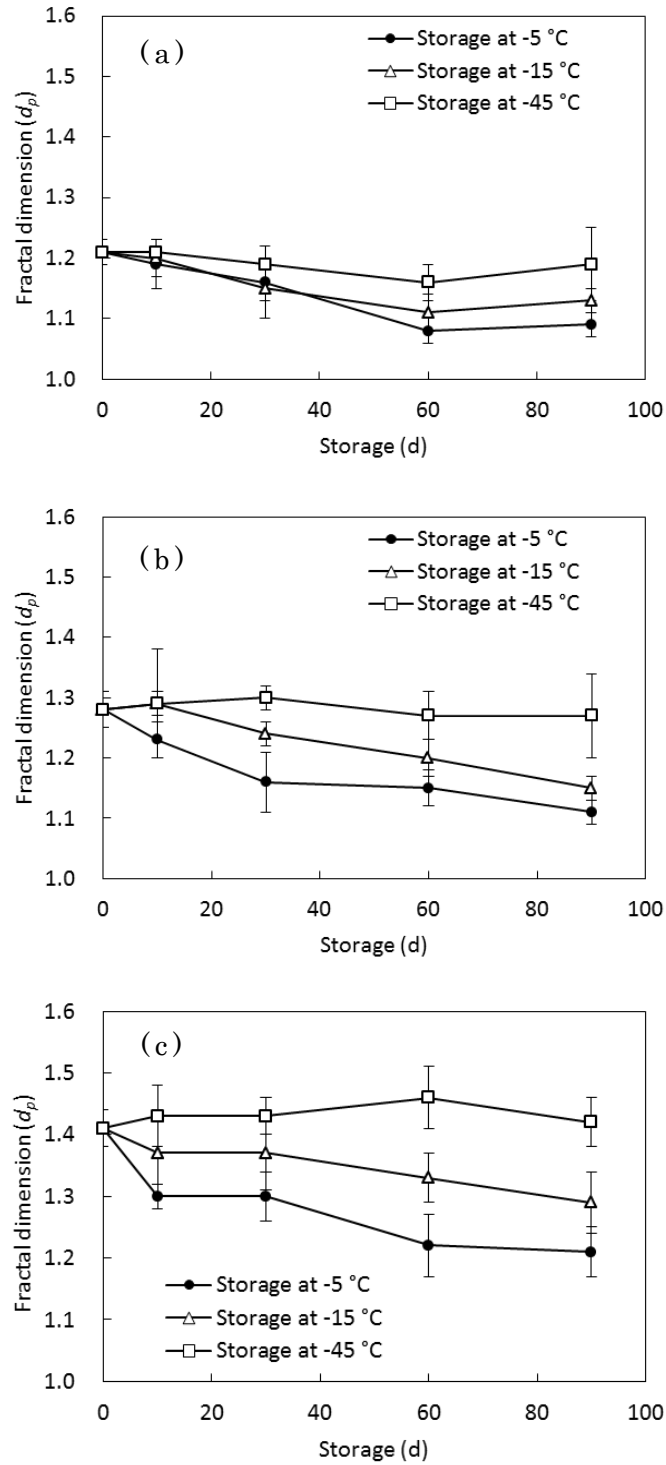 (a)
Storage at -5 °C
Storage at -15 °C
Storage at -45 °C
Fractal dimension (dp)
1.6
1.5
1.4
1.3
1.2
1.1
1.0
0 20 40 60 80 100
Storage (d)
(b)
Storage at -5 °C
Storage at -15 °C
Storage at -45 °C
Fractal dimension (dp)
1.6
1.5
1.4
1.3
1.2
1.1
1.0
0 20 40 60 80 100
Storage (d)
(c)
Fractal dimension (dp)
1.6
1.5
1.4
1.3
1.2
1.1
1.0
Storage at -5 °C
Storage at -15 °C
Storage at -45 °C
0 20 40 60 80 100
Storage (d)